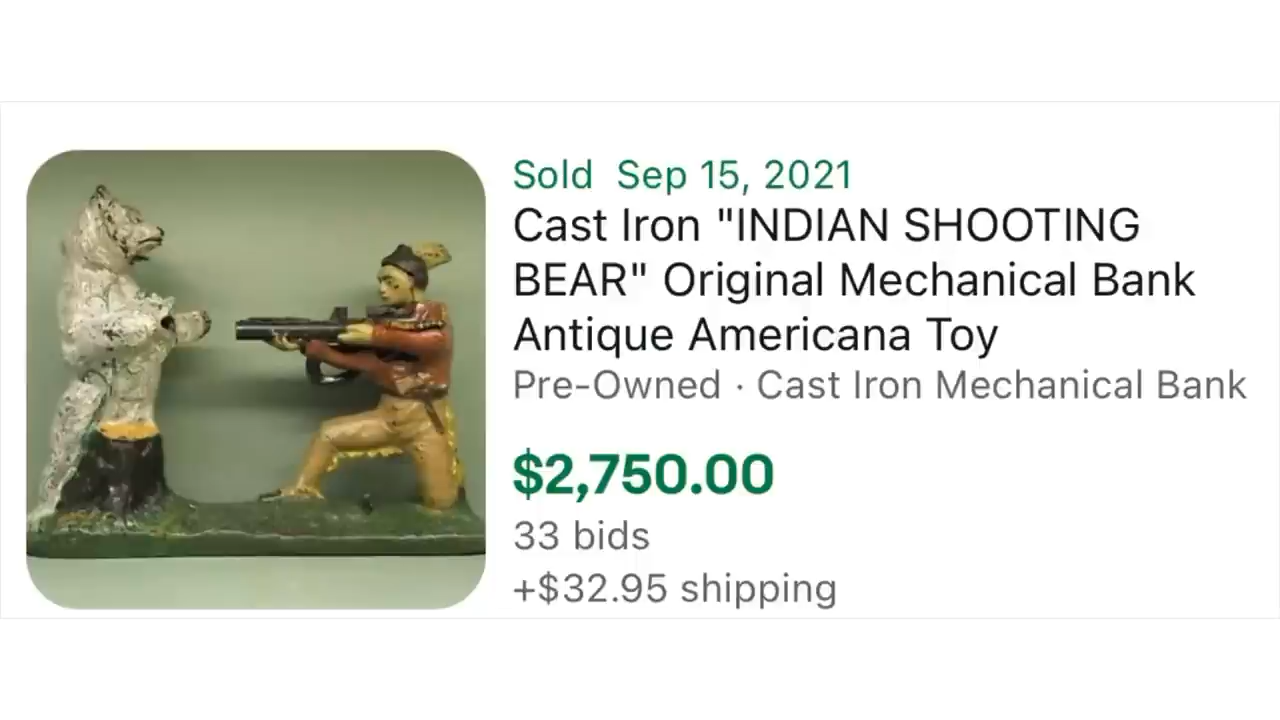 Sold  Sep 15, 2021
Cast Iron "INDIAN SHOOTING
BEAR" Original Mechanical Bank
Antique Americana Toy
Pre-Owned · Cast Iron Mechanical Bank
$2,750.00
33 bids
+$32.95 shipping